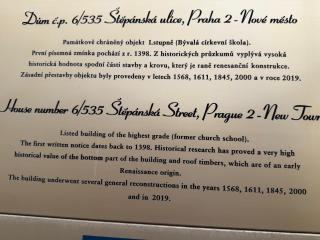 Dům č.p. 6/535 Štěpánská ulice, Praha 2 - Nové město
Památkově chráněný objekt Lstupně (Bývalá církevní škola).
První písemná zmínka pochází z r. 1398. Z historických průzkumů vyplývá vysoká
historická hodnota spodní části stavby a krovu, který je raně renesanční konstrukce.
Zásadní přestavby objektu byly provedeny v letech 1568, 1611, 1845, 2000 a v roce 2019.
House number 6/535 Štěpánská Street, Prague 2 - New Town
Listed building of the highest grade (former church school).
The first written notice dates back to 1398. Historical research has proved a very high
historical value of the bottom part of the building and roof timbers, which are of an early
Renaissance origin.
The building underwent several general reconstructions in the years 1568, 1611, 1845, 2000
and in 2019.